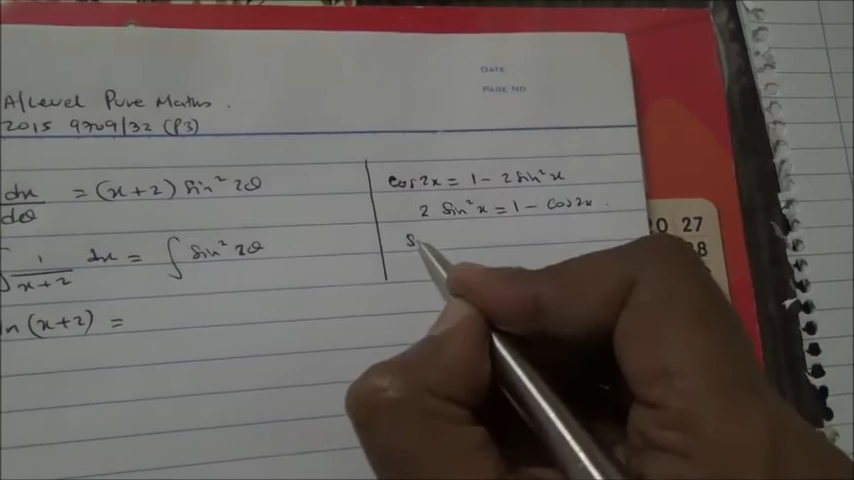 DATE
PAGE NO
A/Level Pure Maths.
2015 9709/32 (P3)
dx/dθ = (x+2) sin² 2θ
∫ 1/(x+2) dx = ∫ sin² 2θ
ln (x+2) =
cos 2x = 1 - 2 sin² x
2 sin² x = 1 - cos 2x .
S
27
28